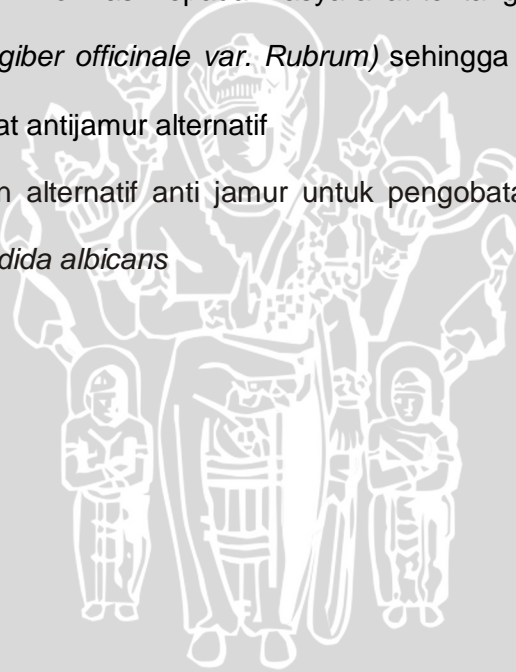 giber officinale var. Rubrum) sehingga
at antijamur alternatif
n alternatif anti jamur untuk pengobata
dida albicans